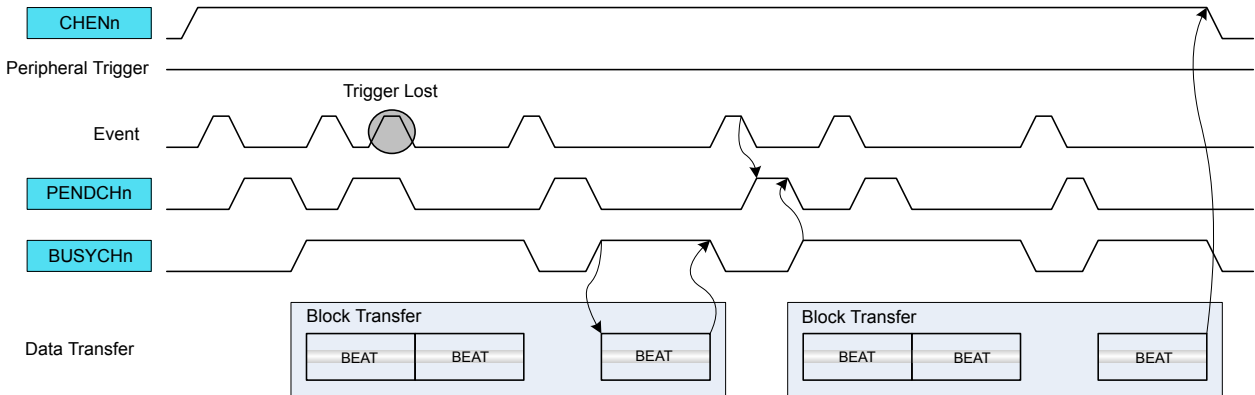 CHENn
Peripheral Trigger
Trigger Lost
Event
PENDCHn
BUSYCHn
Data Transfer
Block Transfer
BEAT
BEAT
BEAT
Block Transfer
BEAT
BEAT
BEAT